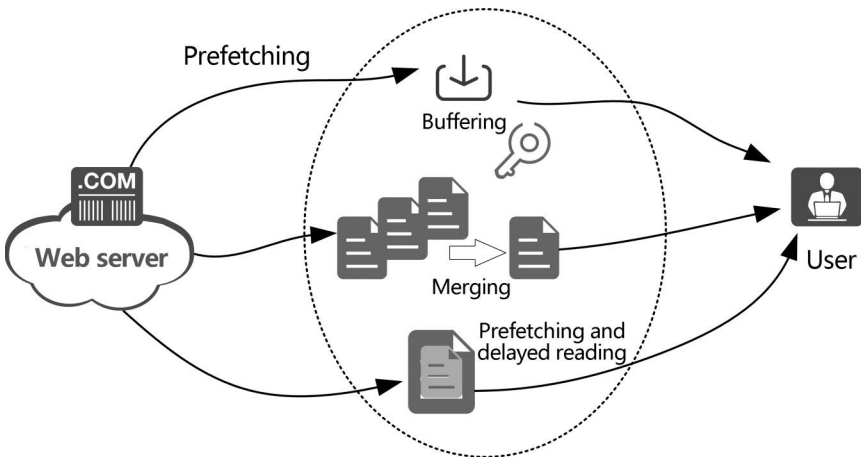 Prefetching
Buffering
.COM
Web server
Merging
User
Prefetching and
delayed reading